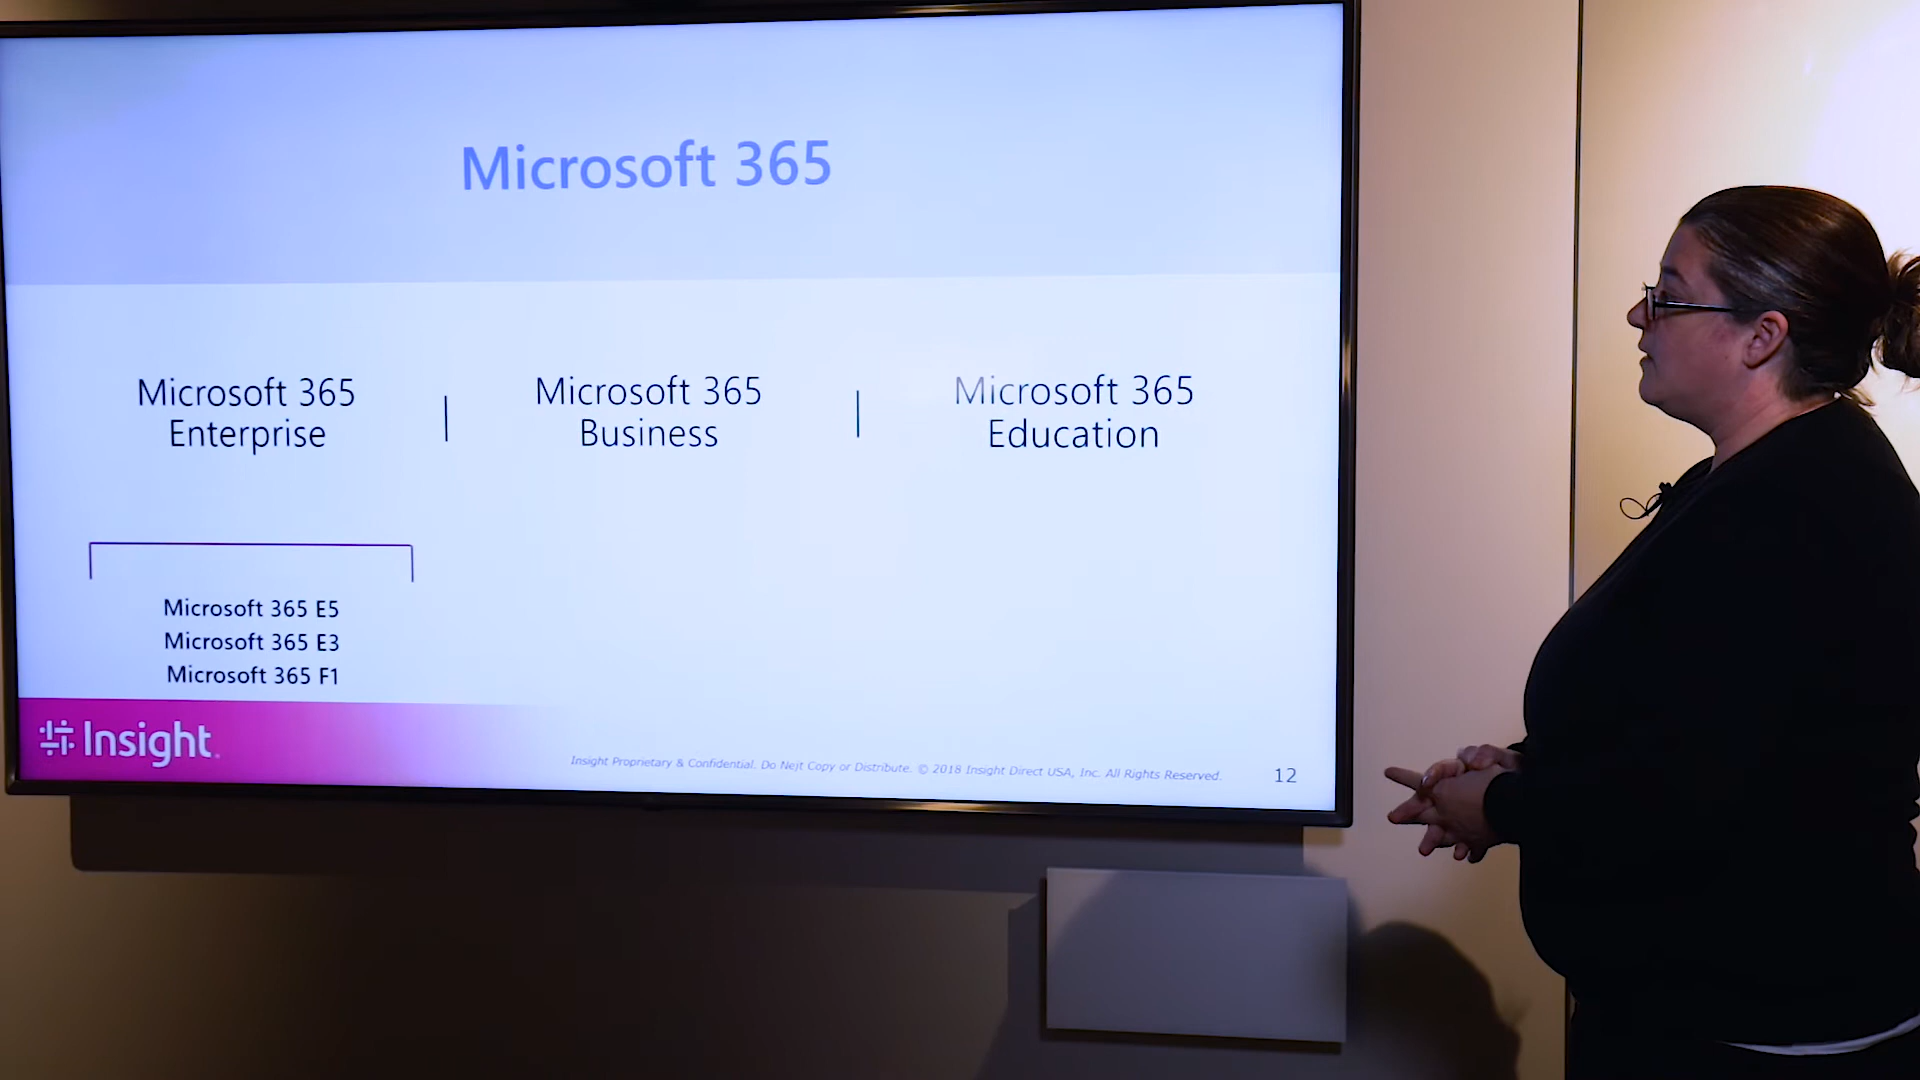 Microsoft 365
Microsoft 365
Enterprise
Microsoft 365
Business
Microsoft 365
Education
Microsoft 365 E5
Microsoft 365 E3
Microsoft 365 F1
Insight.
Insight Proprietary & Confidential. Do Nejt Copy or Distribute. © 2018 Insight Direct USA, Inc. All Rights Reserved.
12